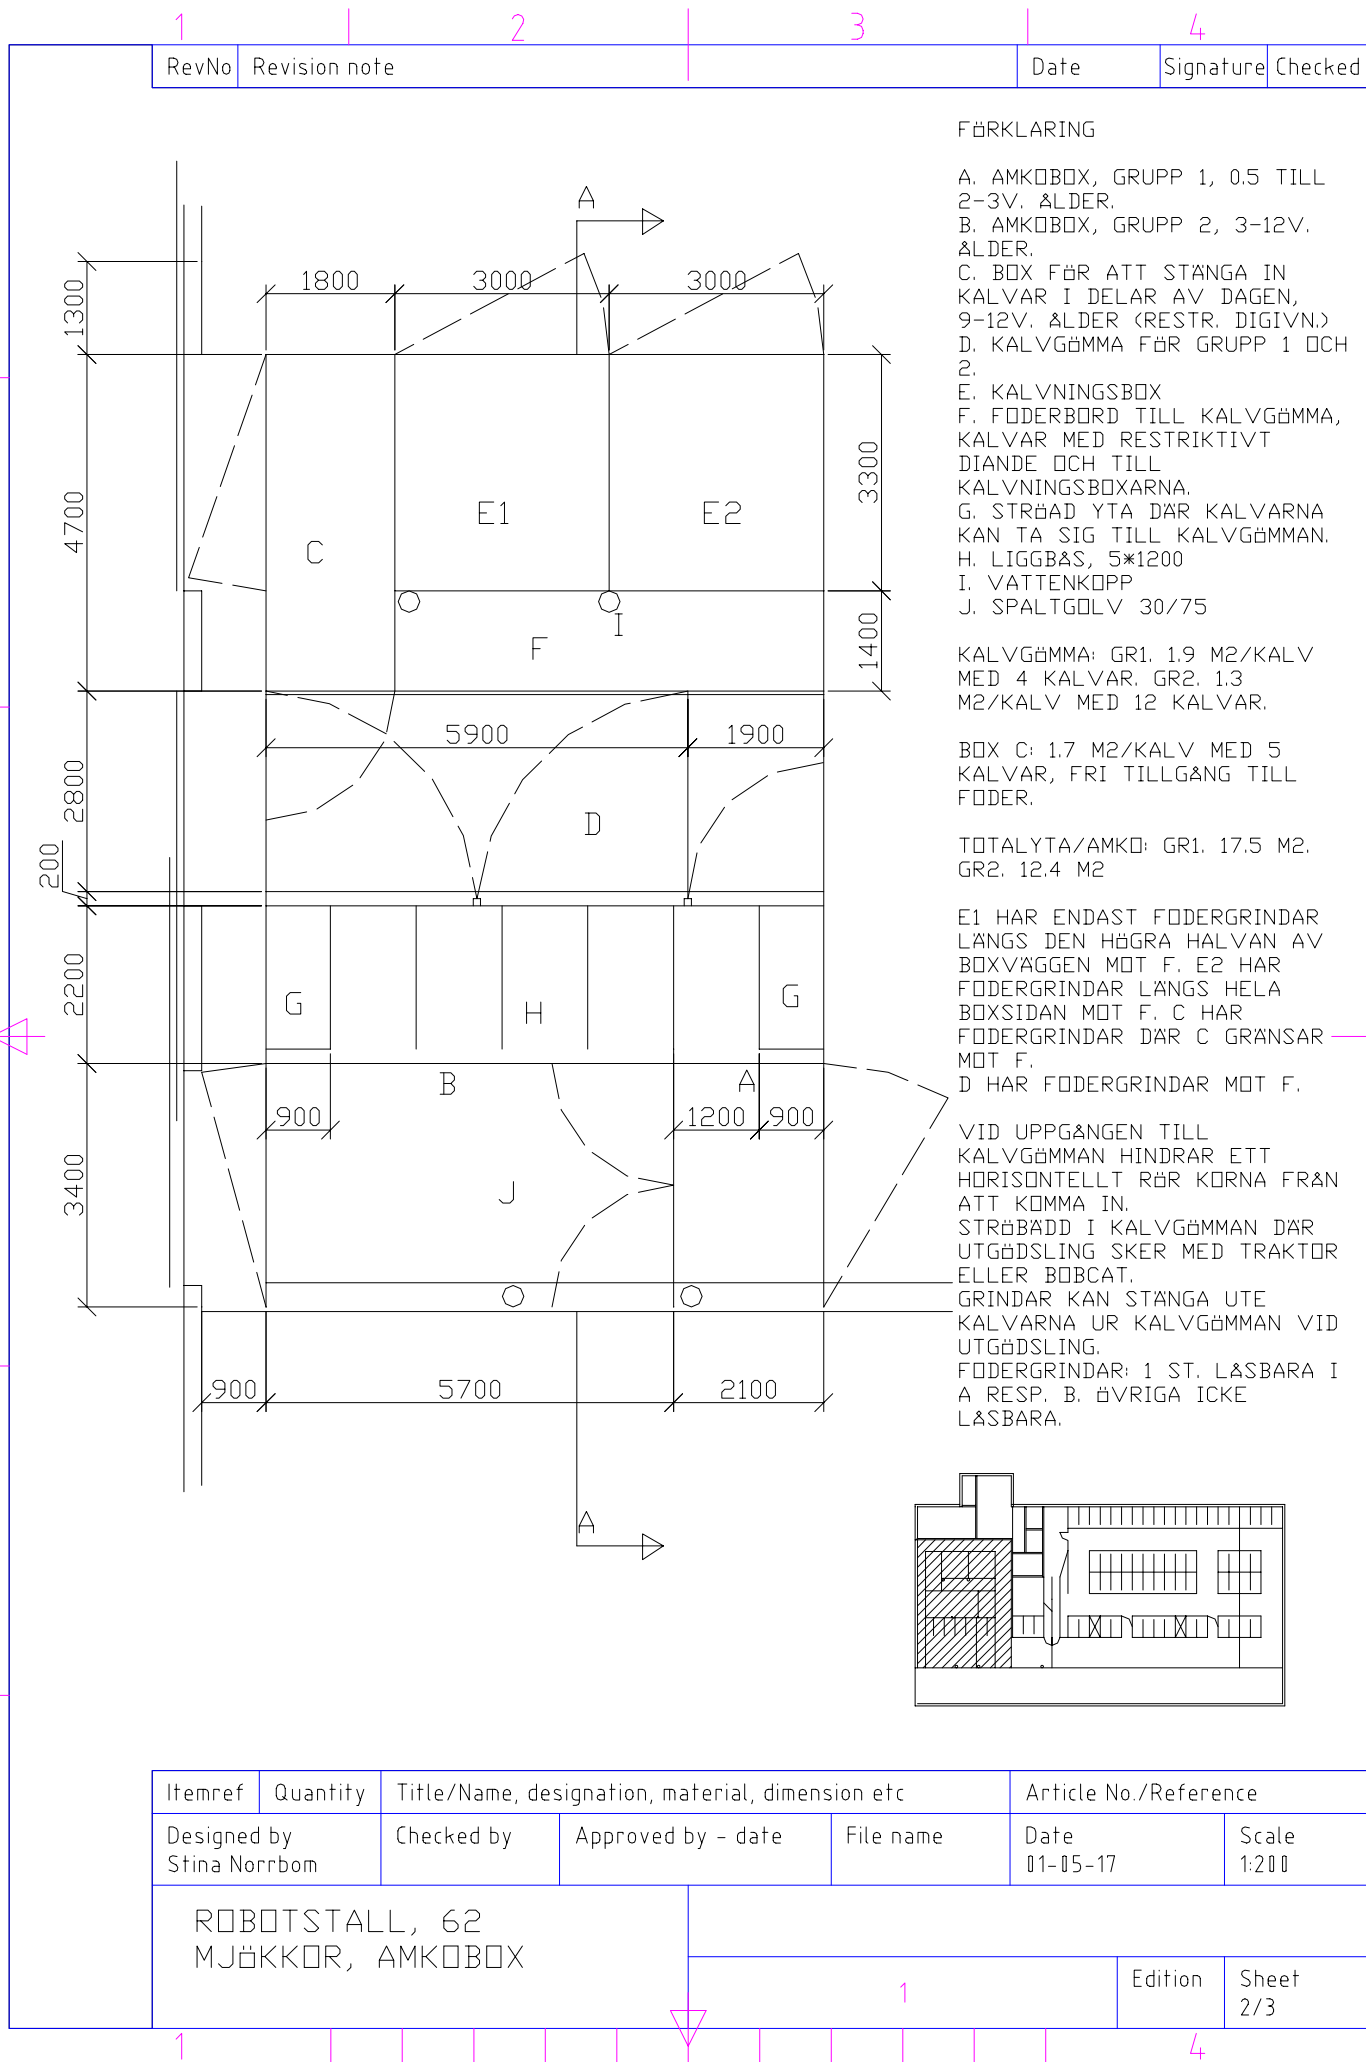 1 2 3 4
RevNo Revision note Date Signature Checked
FÖRKLARING
A. AMKOBOX, GRUPP 1, 0.5 TILL
2-3V. ÅLDER.
B. AMKOBOX, GRUPP 2, 3-12V.
ÅLDER.
C. BOX FÖR ATT STÄNGA IN
KALVAR I DELAR AV DAGEN,
9-12V. ÅLDER (RESTR. DIGIVN.)
D. KALVGÖMMA FÖR GRUPP 1 OCH
2.
E. KALVNINGSBOX
F. FODERBORD TILL KALVGÖMMA,
KALVAR MED RESTRIKTIVT
DIANDE OCH TILL
KALVNINGSBOXARNA.
G. STRÖAD YTA DÄR KALVARNA
KAN TA SIG TILL KALVGÖMMAN.
H. LIGGBÅS, 5*1200
I. VATTENKOPP
J. SPALTGOLV 30/75
KALVGÖMMA: GR1. 1.9 M2/KALV
MED 4 KALVAR. GR2. 1.3
M2/KALV MED 12 KALVAR.
BOX C: 1.7 M2/KALV MED 5
KALVAR, FRI TILLGÅNG TILL
FODER.
TOTALYTA/AMKO: GR1. 17.5 M2.
GR2. 12.4 M2
E1 HAR ENDAST FODERGRINDAR
LÄNGS DEN HÖGRA HALVAN AV
BOXVÄGGEN MOT F. E2 HAR
FODERGRINDAR LÄNGS HELA
BOXSIDAN MOT F. C HAR
FODERGRINDAR DÄR C GRÄNSAR
MOT F.
D HAR FODERGRINDAR MOT F.
VID UPPGÅNGEN TILL
KALVGÖMMAN HINDRAR ETT
HORISONTELLT RÖR KORNA FRÅN
ATT KOMMA IN.
STRÖBÄDD I KALVGÖMMAN DÄR
UTGÖDSLING SKER MED TRAKTOR
ELLER BOBCAT.
GRINDAR KAN STÄNGA UTE
KALVARNA UR KALVGÖMMAN VID
UTGÖDSLING.
FODERGRINDAR: 1 ST. LÅSBARA I
A RESP. B. ÖVRIGA ICKE
LÅSBARA.
A
1800 3000 3000
1300
4700
3300
E1 E2
C
I
F
1400
5900 1900
2800
D
200
2200
G H G
B A
900 1200 900
3400
J
900 5700 2100
A
Itemref Quantity Title/Name, designation, material, dimension etc Article No./Reference
Designed by Checked by Approved by - date File name Date Scale
Stina Norrbom 01-05-17 1:200
ROBOTSTALL, 62
MJÖKKOR, AMKOBOX
1
Edition Sheet
2/3
1 4